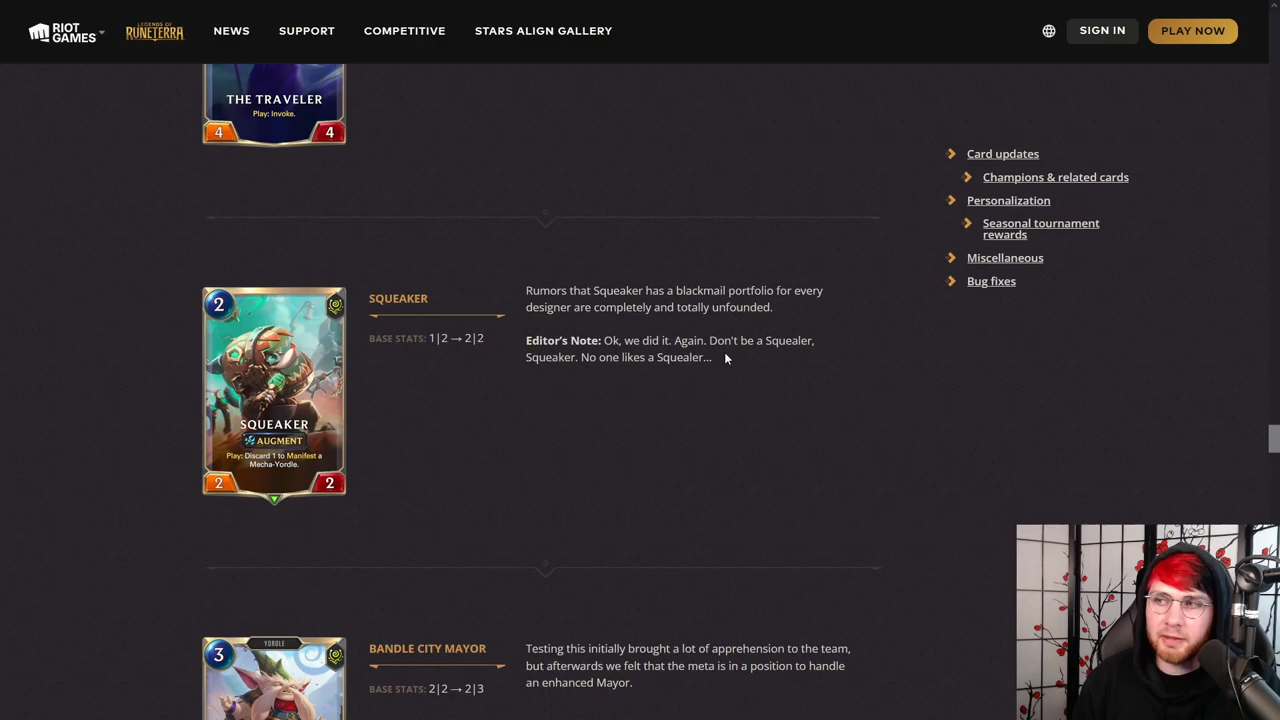 RIOT
GAMES
LEGENDS OF
RUNETERRA
NEWS
SUPPORT
COMPETITIVE
STARS ALIGN GALLERY
SIGN IN
PLAY NOW
THE TRAVELER
Play: Invoke.
4
4
Card updates
Champions & related cards
Personalization
Seasonal tournament
rewards
Miscellaneous
Bug fixes
2
SQUEAKER
AUGMENT
Play: Discard 1 to Manifest a
Mecha-Yordle.
2
2
SQUEAKER
BASE STATS: 1|2 → 2|2
Rumors that Squeaker has a blackmail portfolio for every
designer are completely and totally unfounded.
Editor's Note: Ok, we did it. Again. Don't be a Squealer,
Squeaker. No one likes a Squealer...
YORDLE
3
BANDLE CITY MAYOR
BASE STATS: 2|2 → 2|3
Testing this initially brought a lot of apprehension to the team,
but afterwards we felt that the meta is in a position to handle
an enhanced Mayor.